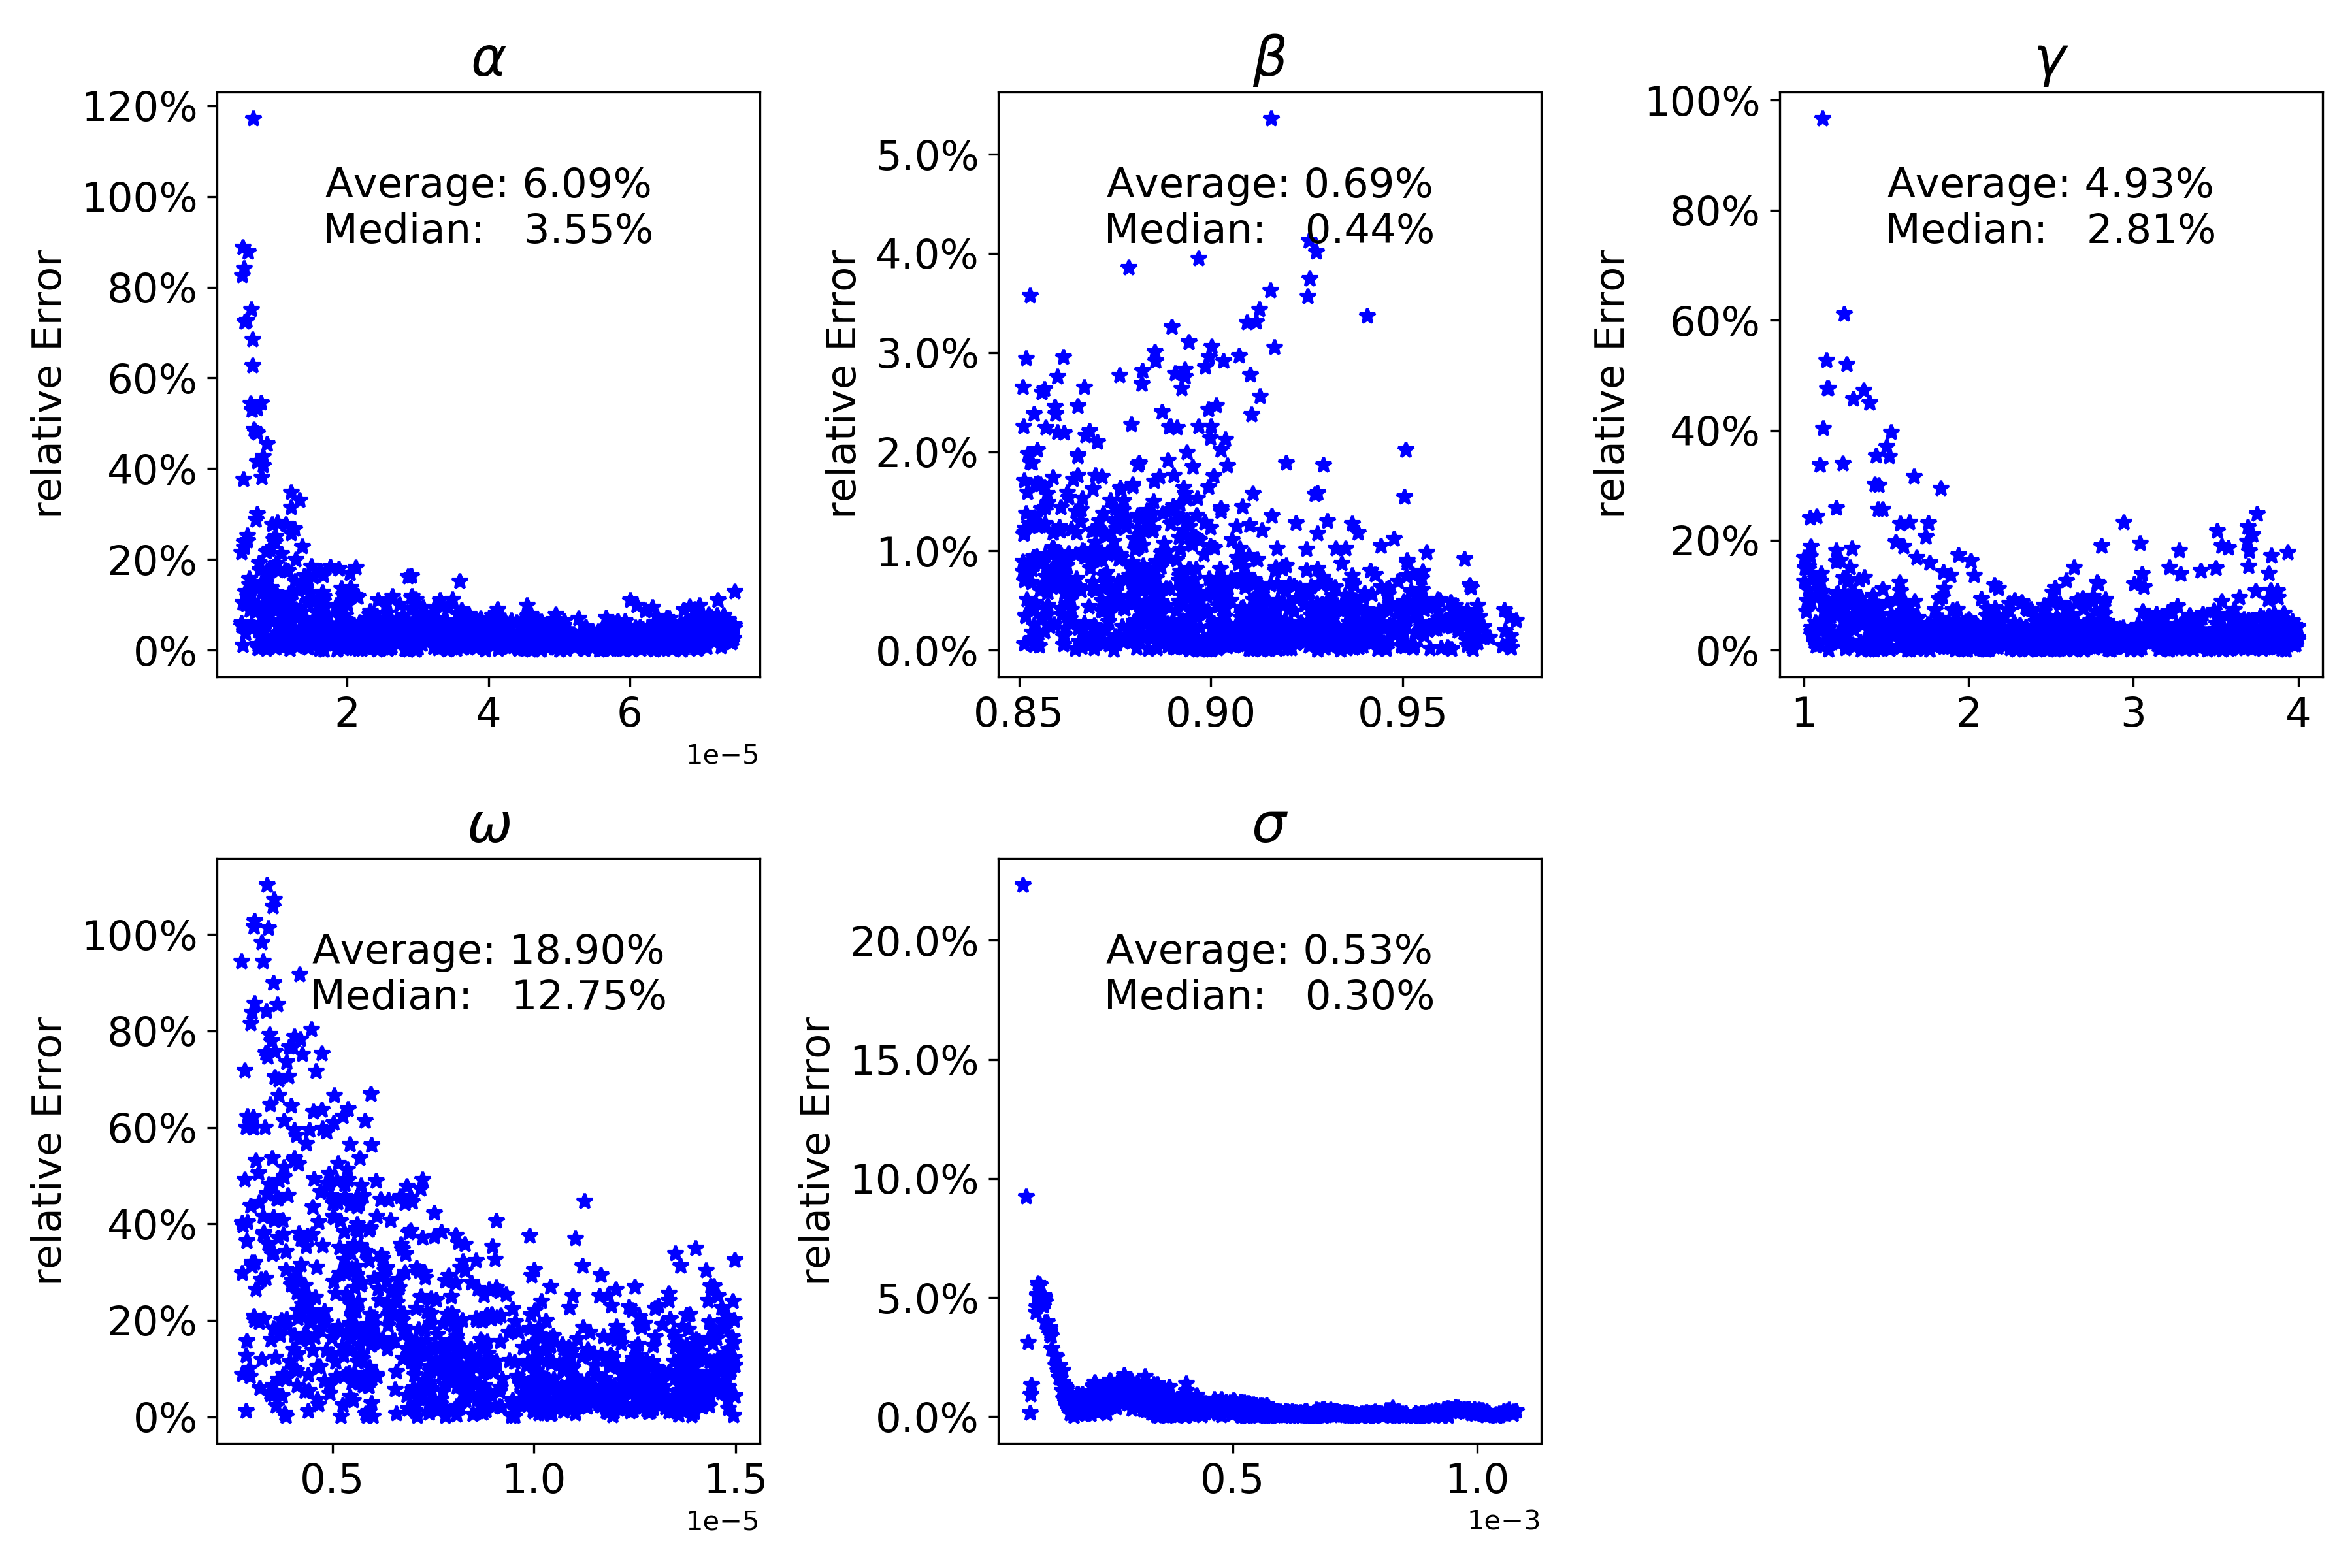 α
120%
100%
80%
60%
40%
20%
0%
relative Error
Average: 6.09%
Median: 3.55%
2 4 6
1e−5
β
5.0%
4.0%
3.0%
2.0%
1.0%
0.0%
relative Error
Average: 0.69%
Median: 0.44%
0.85 0.90 0.95
γ
100%
80%
60%
40%
20%
0%
relative Error
Average: 4.93%
Median: 2.81%
1 2 3 4
ω
100%
80%
60%
40%
20%
0%
relative Error
Average: 18.90%
Median: 12.75%
0.5 1.0 1.5
1e−5
σ
20.0%
15.0%
10.0%
5.0%
0.0%
relative Error
Average: 0.53%
Median: 0.30%
0.5 1.0
1e−3